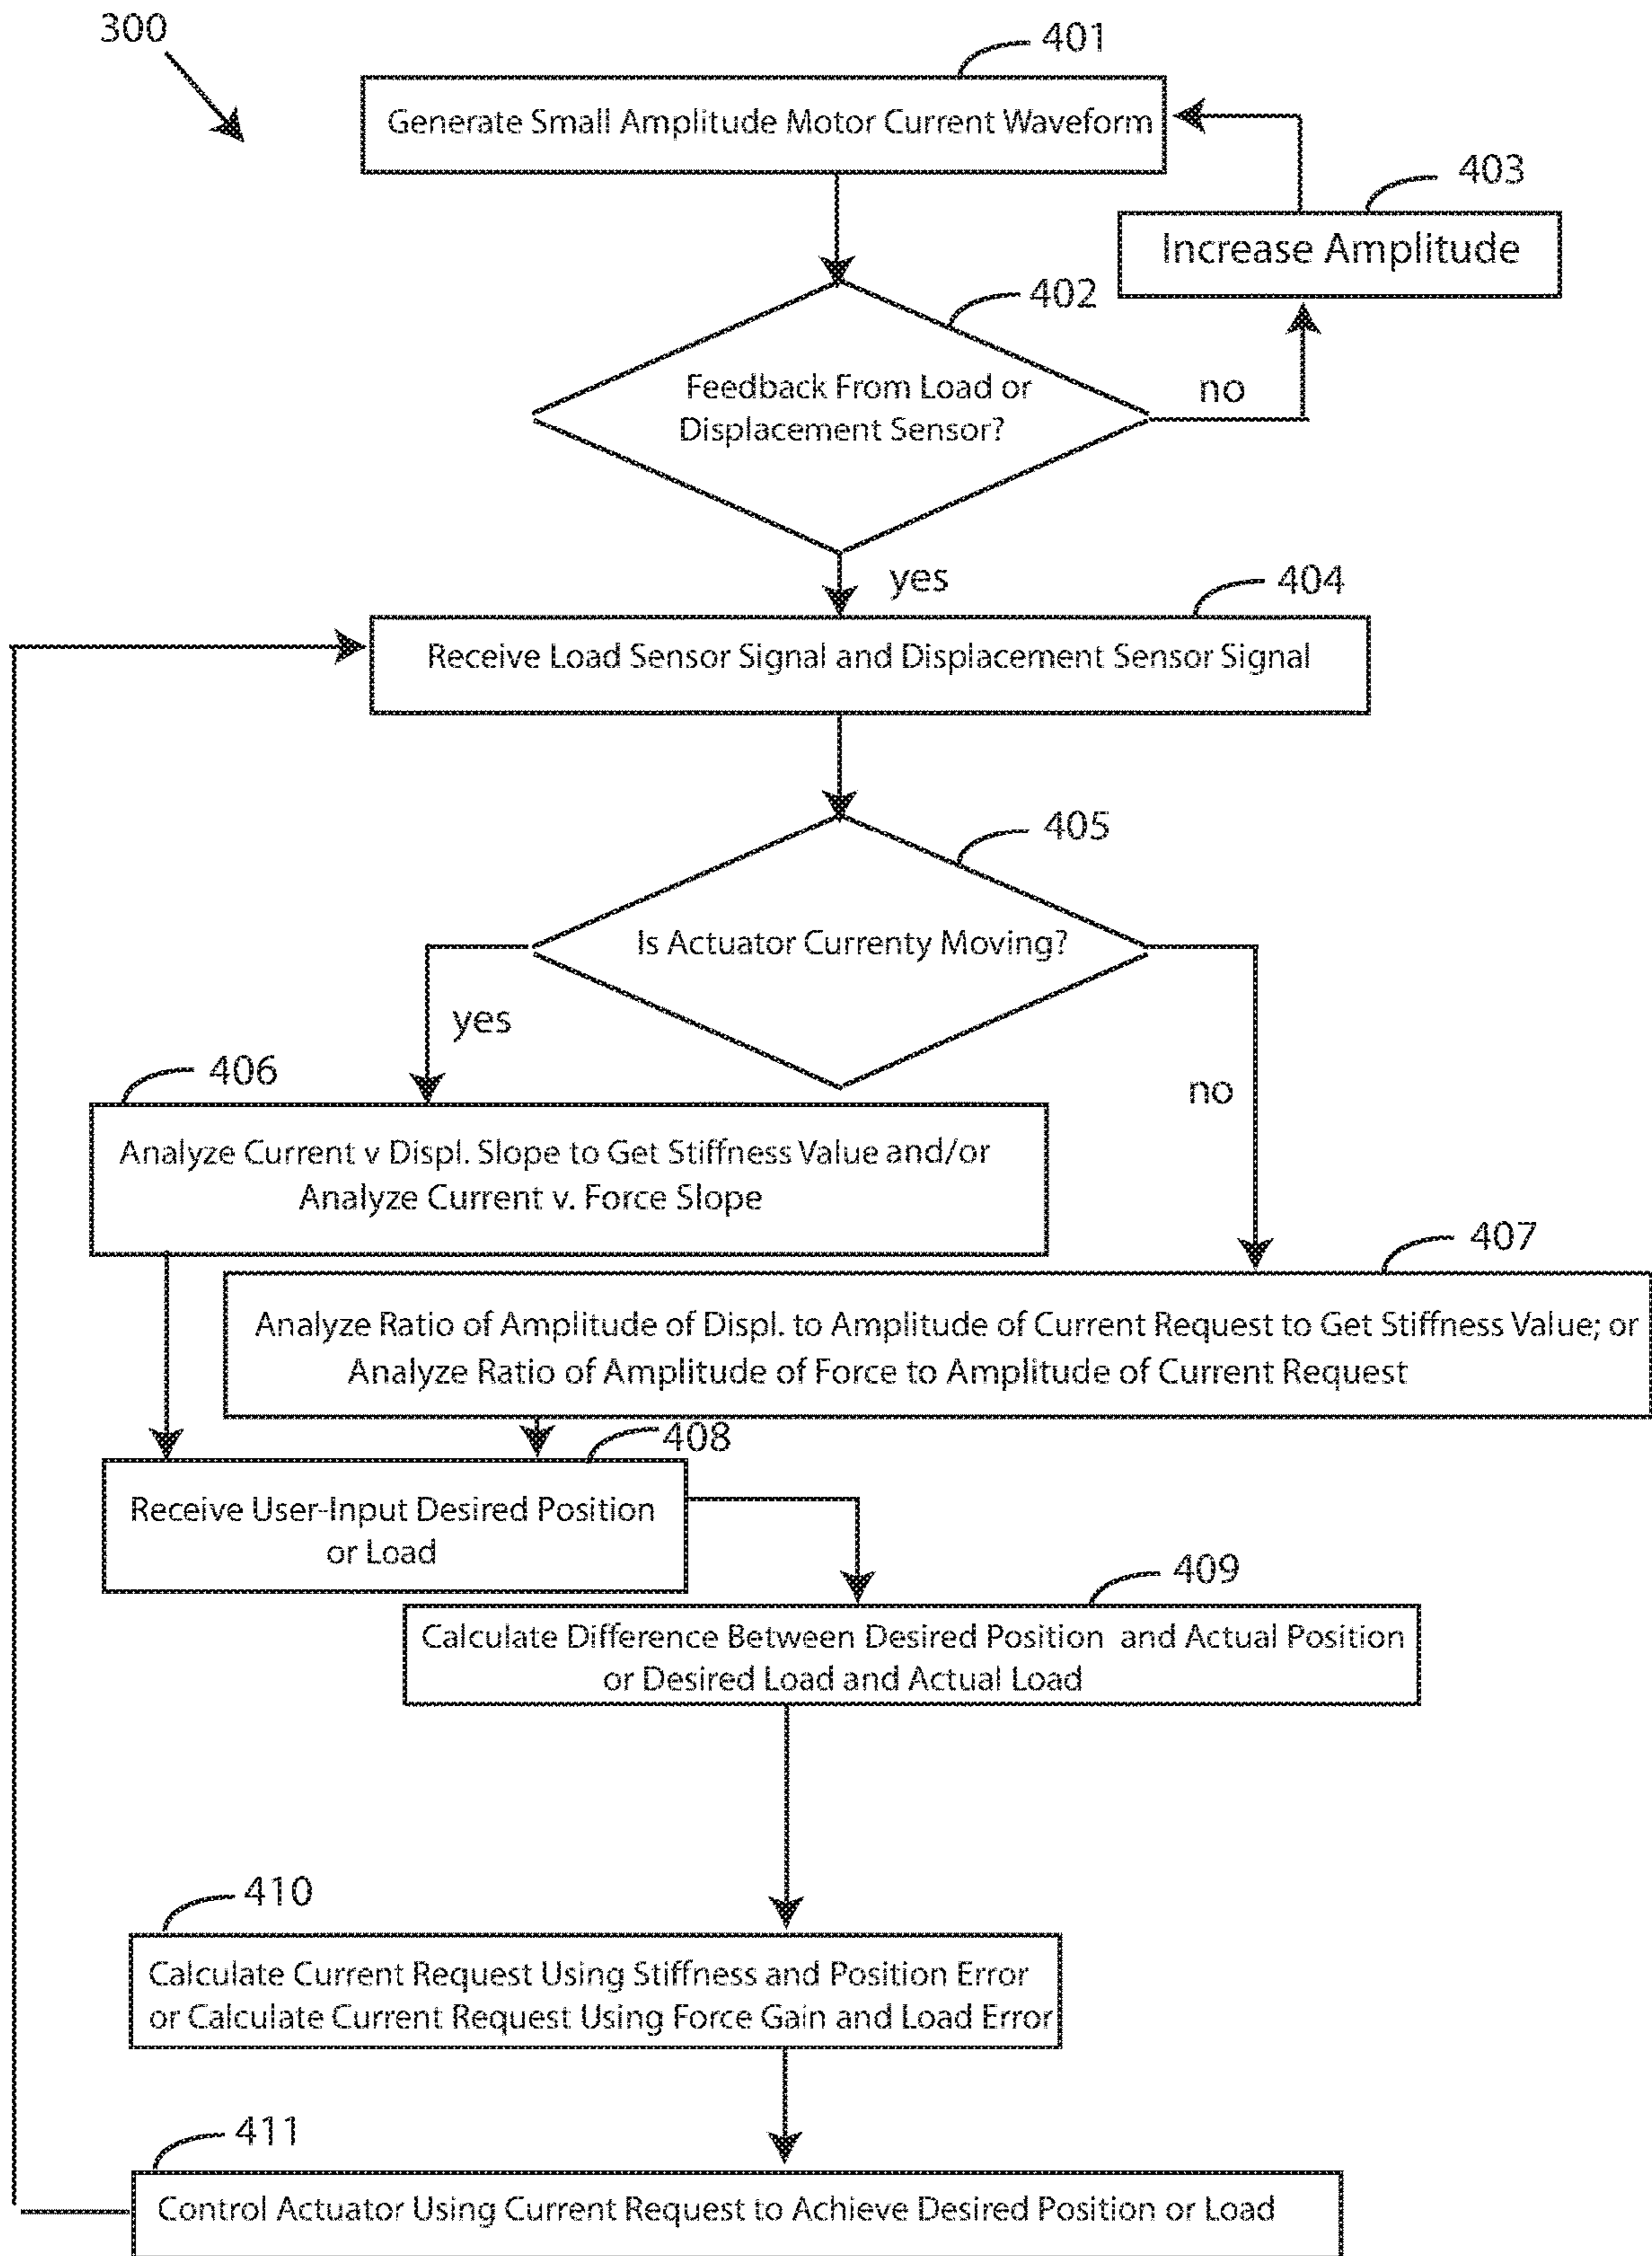 300
401
Generate Small Amplitude Motor Current Waveform
403
Increase Amplitude
402
Feedback From Load or
Displacement Sensor?
no
yes
404
Receive Load Sensor Signal and Displacement Sensor Signal
405
Is Actuator Currenty Moving?
yes
no
406
Analyze Current v Displ. Slope to Get Stiffness Value and/or
Analyze Current v. Force Slope
407
Analyze Ratio of Amplitude of Displ. to Amplitude of Current Request to Get Stiffness Value; or
Analyze Ratio of Amplitude of Force to Amplitude of Current Request
408
Receive User-Input Desired Position
or Load
409
Calculate Difference Between Desired Position and Actual Position
or Desired Load and Actual Load
410
Calculate Current Request Using Stiffness and Position Error
or Calculate Current Request Using Force Gain and Load Error
411
Control Actuator Using Current Request to Achieve Desired Position or Load